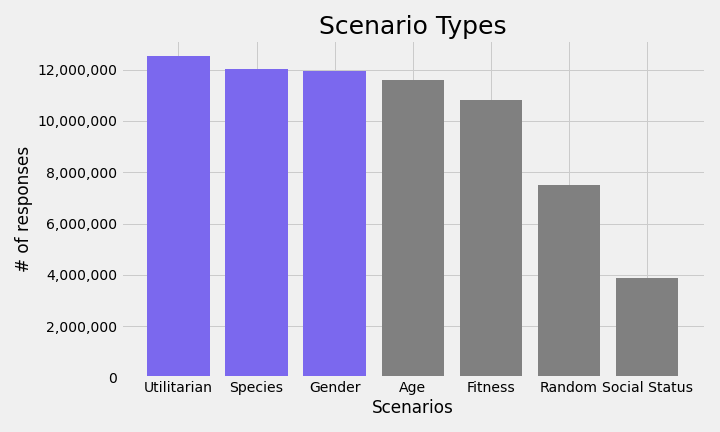 Scenario Types
# of responses
12,000,000
10,000,000
8,000,000
6,000,000
4,000,000
2,000,000
0
Utilitarian Species Gender Age Fitness Random Social Status
Scenarios